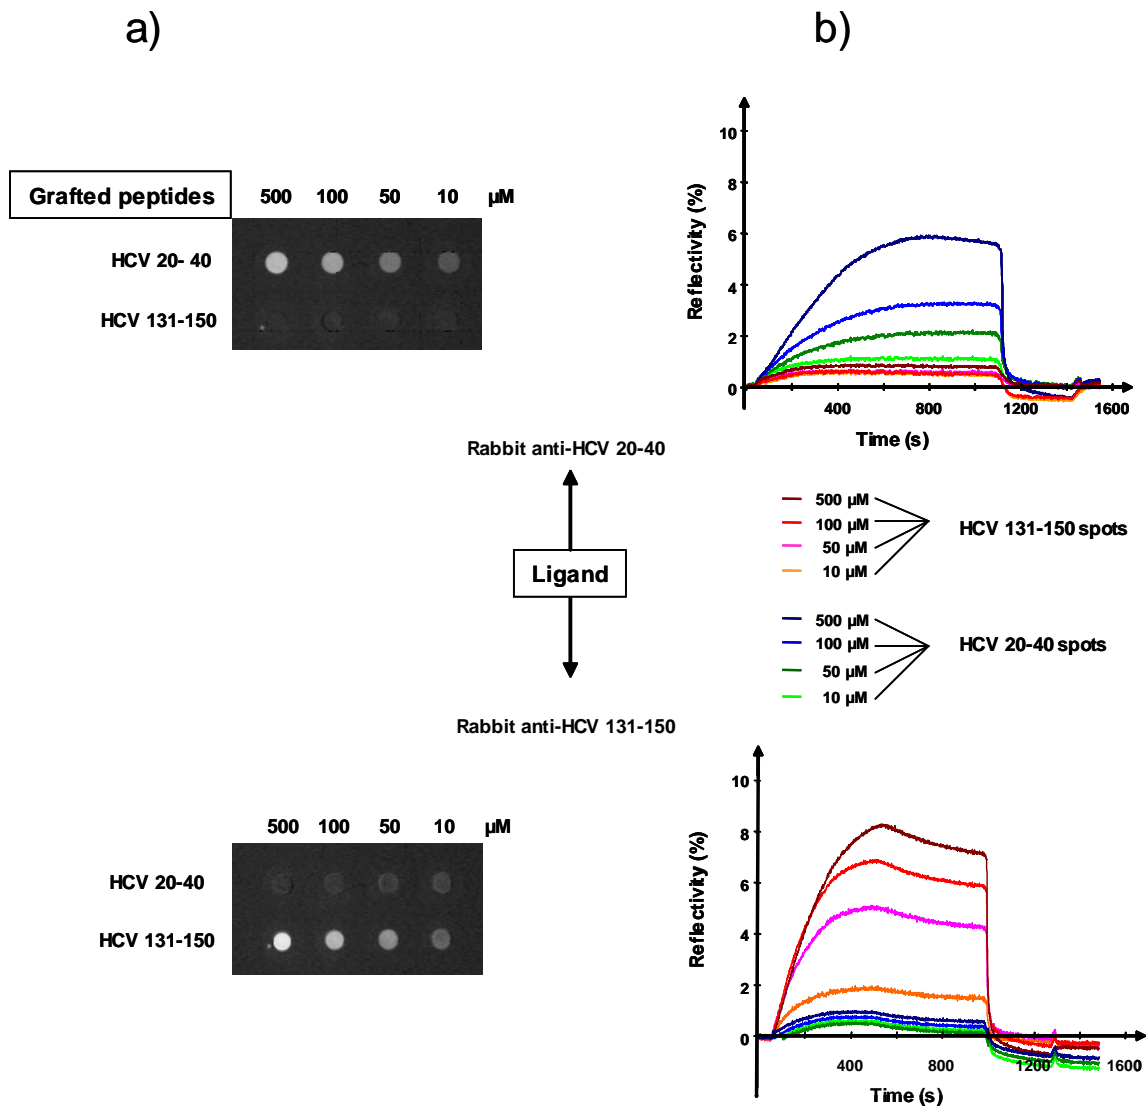 a)
b)
Grafted peptides
500 100 50 10 µM
HCV 20- 40
HCV 131-150
10
8
6
4
2
0
Reflectivity (%)
400 800 1200 1600
Time (s)
Rabbit anti-HCV 20-40
Ligand
Rabbit anti-HCV 131-150
500 µM
100 µM
50 µM
10 µM
HCV 131-150 spots
500 µM
100 µM
50 µM
10 µM
HCV 20-40 spots
500 100 50 10 µM
HCV 20-40
HCV 131-150
10
8
6
4
2
0
Reflectivity (%)
400 800 1200 1600
Time (s)